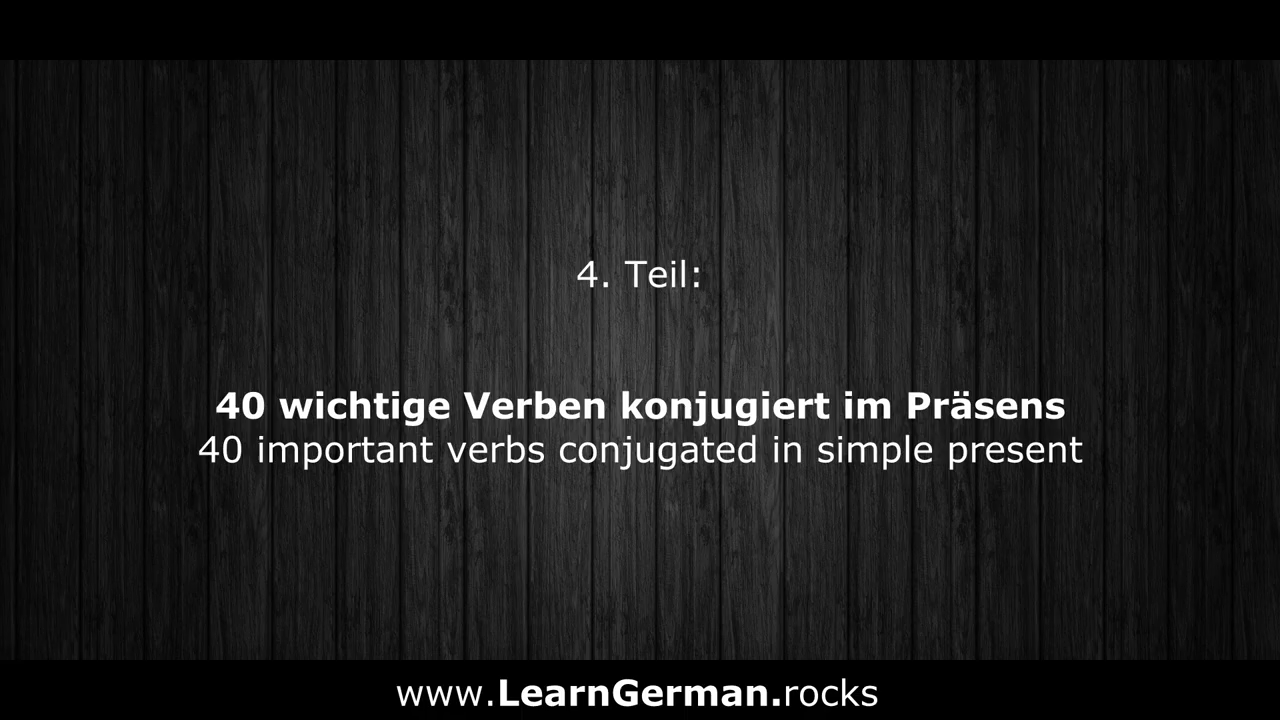 4. Teil:
40 wichtige Verben konjugiert im Präsens
40 important verbs conjugated in simple present
www.LearnGerman.rocks